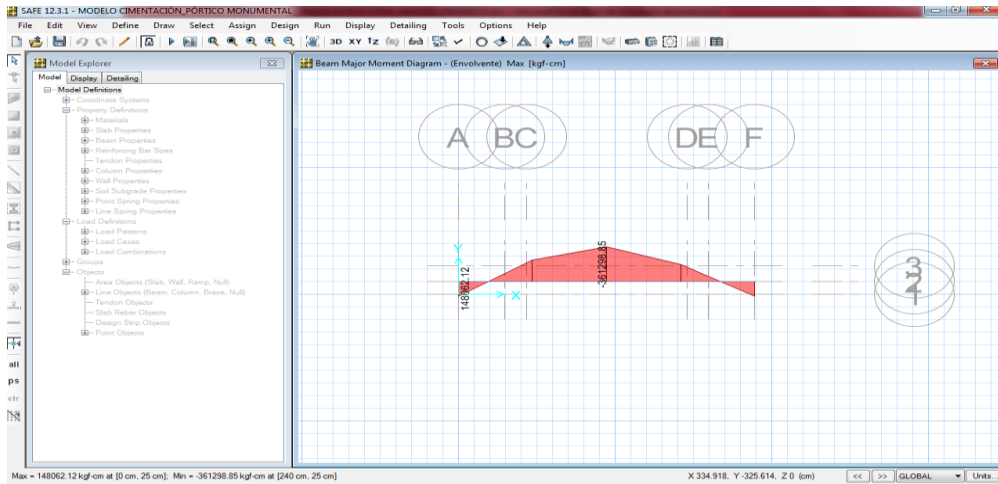 SAFE 12.3.1 - MODELO CIMENTACIÓN_PÓRTICO MONUMENTAL
File Edit View Define Draw Select Assign Design Run Display Detailing Tools Options Help
3D XY 1Z
Model Explorer
Model Display Detailing
Model Definitions
Coordinate Systems
Property Definitions
Materials
Slab Properties
Beam Properties
Reinforcing Bar Sizes
Tendon Properties
Column Properties
Wall Properties
Soil Subgrade Properties
Point Spring Properties
Line Spring Properties
Load Definitions
Load Patterns
Load Cases
Load Combinations
Groups
Objects
Area Objects (Slab, Wall, Ramp, Null)
Line Objects (Beam, Column, Brace, Null)
Tendon Objects
Slab Rebar Objects
Design Strip Objects
Point Objects
all
ps
clr
Beam Major Moment Diagram - (Envolvente) Max [kgf-cm]
A B C D E F
Y
X
148062.12
-361298.85
3
Max = 148062.12 kgf-cm at [0 cm, 25 cm]; Min = -361298.85 kgf-cm at [240 cm, 25 cm]
X 334.918, Y -325.614, Z 0 (cm)
<< >> GLOBAL Units...